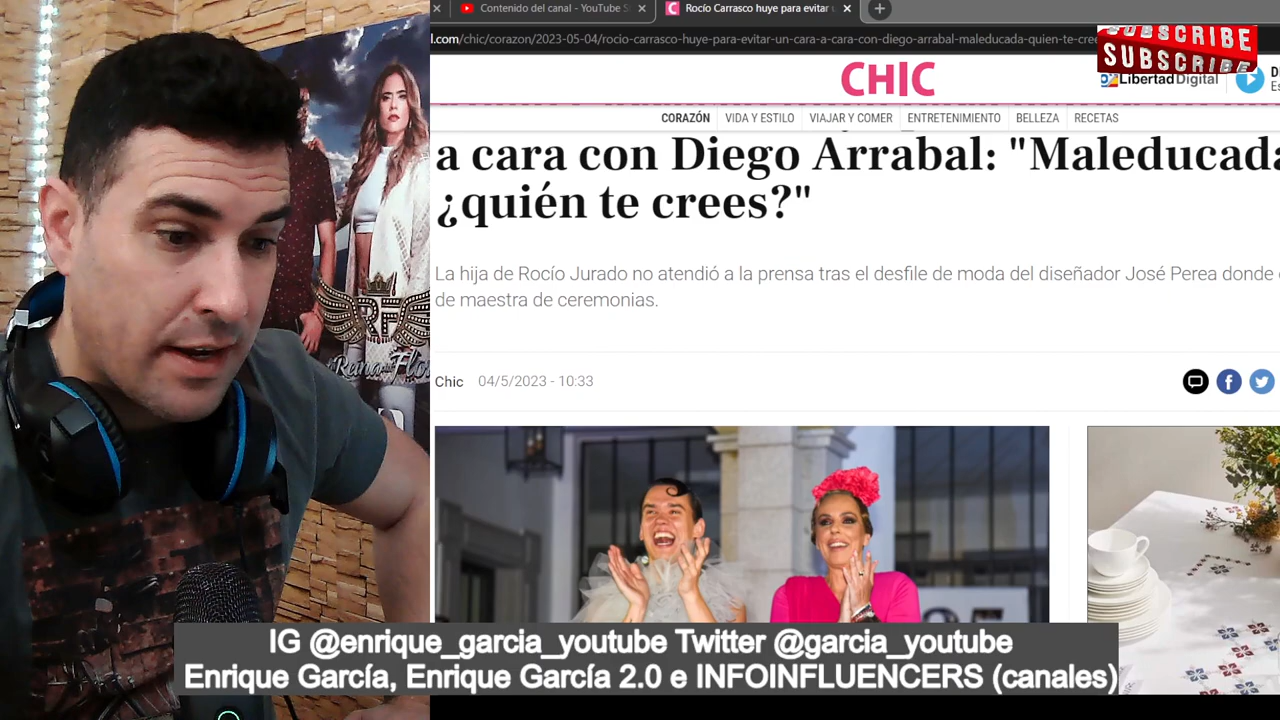 Contenido del canal - YouTube S
Rocío Carrasco huye para evitar
l.com/chic/corazon/2023-05-04/rocio-carrasco-huye-para-evitar-un-cara-a-cara-con-diego-arrabal-maleducada-quien-te-cree
SUBSCRIBE
SUBSCRIBE
CHIC
Libertad Digital
CORAZÓN VIDA Y ESTILO VIAJAR Y COMER ENTRETENIMIENTO BELLEZA RECETAS
a cara con Diego Arrabal: "Maleducada
¿quién te crees?"
La hija de Rocío Jurado no atendió a la prensa tras el desfile de moda del diseñador José Perea donde
de maestra de ceremonias.
Chic 04/5/2023 - 10:33
RFG
IG @enrique_garcia_youtube Twitter @garcia_youtube
Enrique García, Enrique García 2.0 e INFOINFLUENCERS (canales)